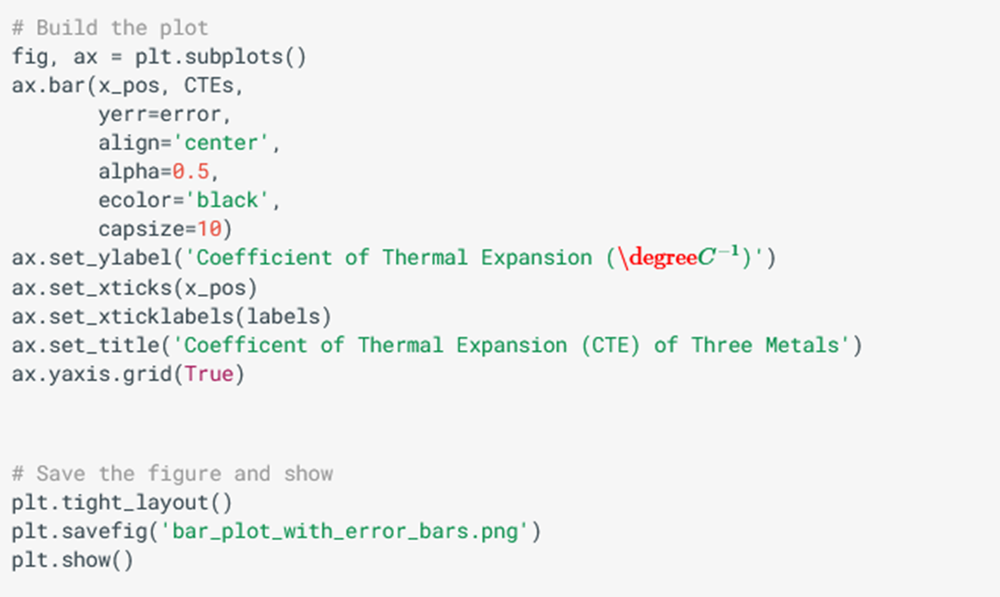 # Build the plot
fig, ax = plt.subplots()
ax.bar(x_pos, CTEs,
       yerr=error,
       align='center',
       alpha=0.5,
       ecolor='black',
       capsize=10)
ax.set_ylabel('Coefficient of Thermal Expansion (\degreeC⁻¹)')
ax.set_xticks(x_pos)
ax.set_xticklabels(labels)
ax.set_title('Coefficent of Thermal Expansion (CTE) of Three Metals')
ax.yaxis.grid(True)
# Save the figure and show
plt.tight_layout()
plt.savefig('bar_plot_with_error_bars.png')
plt.show()